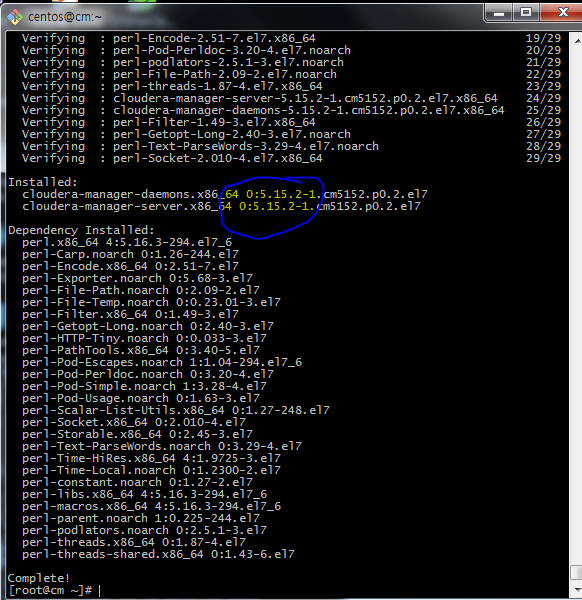 centos@cm:~
Verifying  : perl-Encode-2.51-7.el7.x86_64 19/29
Verifying  : perl-Pod-Perldoc-3.20-4.el7.noarch 20/29
Verifying  : perl-podlators-2.5.1-3.el7.noarch 21/29
Verifying  : perl-File-Path-2.09-2.el7.noarch 22/29
Verifying  : perl-threads-1.87-4.el7.x86_64 23/29
Verifying  : cloudera-manager-server-5.15.2-1.cm5152.p0.2.el7.x86_64 24/29
Verifying  : cloudera-manager-daemons-5.15.2-1.cm5152.p0.2.el7.x86_64 25/29
Verifying  : perl-Filter-1.49-3.el7.x86_64 26/29
Verifying  : perl-Getopt-Long-2.40-3.el7.noarch 27/29
Verifying  : perl-Text-ParseWords-3.29-4.el7.noarch 28/29
Verifying  : perl-Socket-2.010-4.el7.x86_64 29/29
Installed:
cloudera-manager-daemons.x86_64 0:5.15.2-1.cm5152.p0.2.el7
cloudera-manager-server.x86_64 0:5.15.2-1.cm5152.p0.2.el7
Dependency Installed:
perl.x86_64 4:5.16.3-294.el7_6
perl-Carp.noarch 0:1.26-244.el7
perl-Encode.x86_64 0:2.51-7.el7
perl-Exporter.noarch 0:5.68-3.el7
perl-File-Path.noarch 0:2.09-2.el7
perl-File-Temp.noarch 0:0.23.01-3.el7
perl-Filter.x86_64 0:1.49-3.el7
perl-Getopt-Long.noarch 0:2.40-3.el7
perl-HTTP-Tiny.noarch 0:0.033-3.el7
perl-PathTools.x86_64 0:3.40-5.el7
perl-Pod-Escapes.noarch 1:1.04-294.el7_6
perl-Pod-Perldoc.noarch 0:3.20-4.el7
perl-Pod-Simple.noarch 1:3.28-4.el7
perl-Pod-Usage.noarch 0:1.63-3.el7
perl-Scalar-List-Utils.x86_64 0:1.27-248.el7
perl-Socket.x86_64 0:2.010-4.el7
perl-Storable.x86_64 0:2.45-3.el7
perl-Text-ParseWords.noarch 0:3.29-4.el7
perl-Time-HiRes.x86_64 4:1.9725-3.el7
perl-Time-Local.noarch 0:1.2300-2.el7
perl-constant.noarch 0:1.27-2.el7
perl-libs.x86_64 4:5.16.3-294.el7_6
perl-macros.x86_64 4:5.16.3-294.el7_6
perl-parent.noarch 1:0.225-244.el7
perl-podlators.noarch 0:2.5.1-3.el7
perl-threads.x86_64 0:1.87-4.el7
perl-threads-shared.x86_64 0:1.43-6.el7
Complete!
[root@cm ~]#